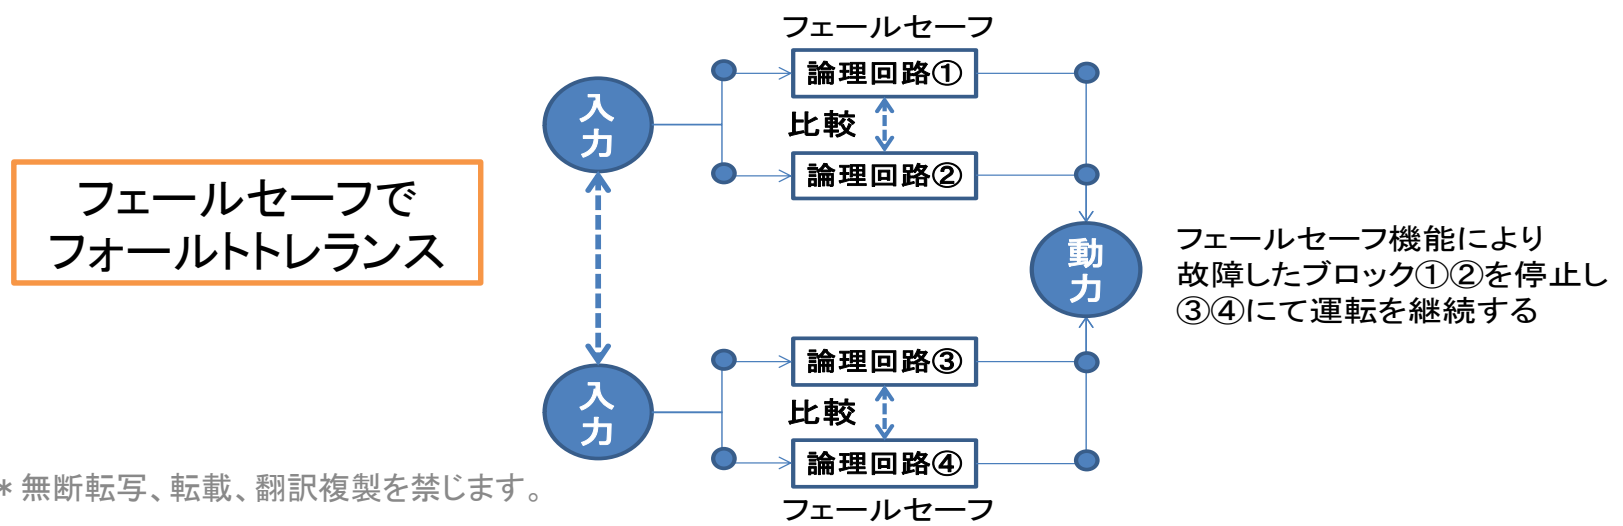 フェールセーフ
論理回路①
入力
比較
論理回路②
フェールセーフで
フォールトトレランス
動力
フェールセーフ機能により
故障したブロック①②を停止し
③④にて運転を継続する
論理回路③
入力
比較
論理回路④
フェールセーフ
* 無断転写、転載、翻訳複製を禁じます。